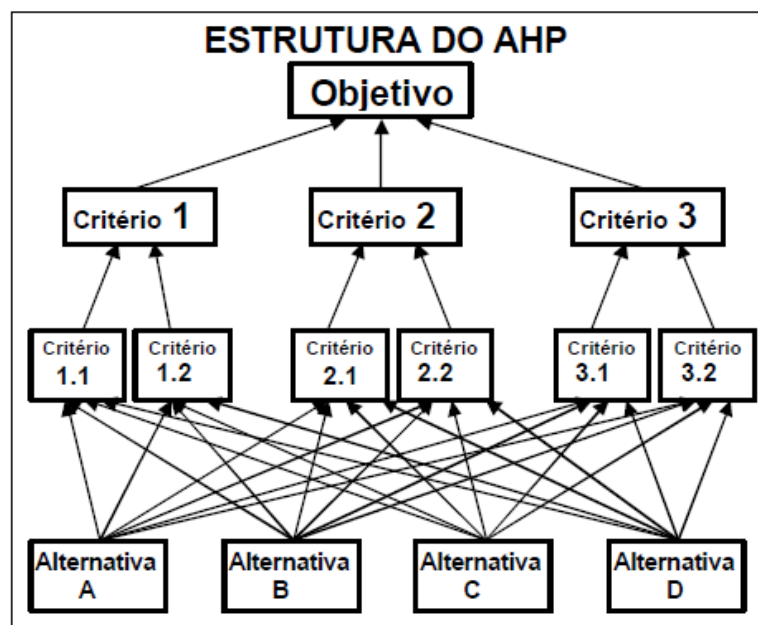 ESTRUTURA DO AHP
Objetivo
Critério 1
Critério 2
Critério 3
Critério
1.1
Critério
1.2
Critério
2.1
Critério
2.2
Critério
3.1
Critério
3.2
Alternativa
A
Alternativa
B
Alternativa
C
Alternativa
D